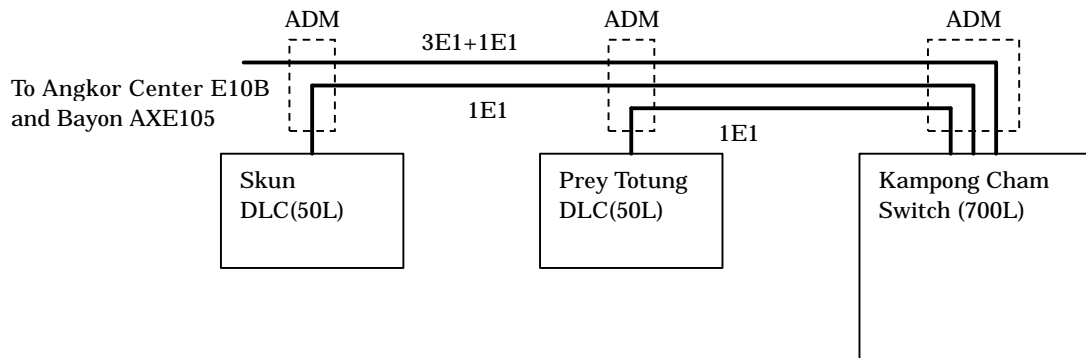 ADM
ADM
ADM
3E1+1E1
To Angkor Center E10B
and Bayon AXE105
1E1
1E1
Skun
DLC(50L)
Prey Totung
DLC(50L)
Kampong Cham
Switch (700L)